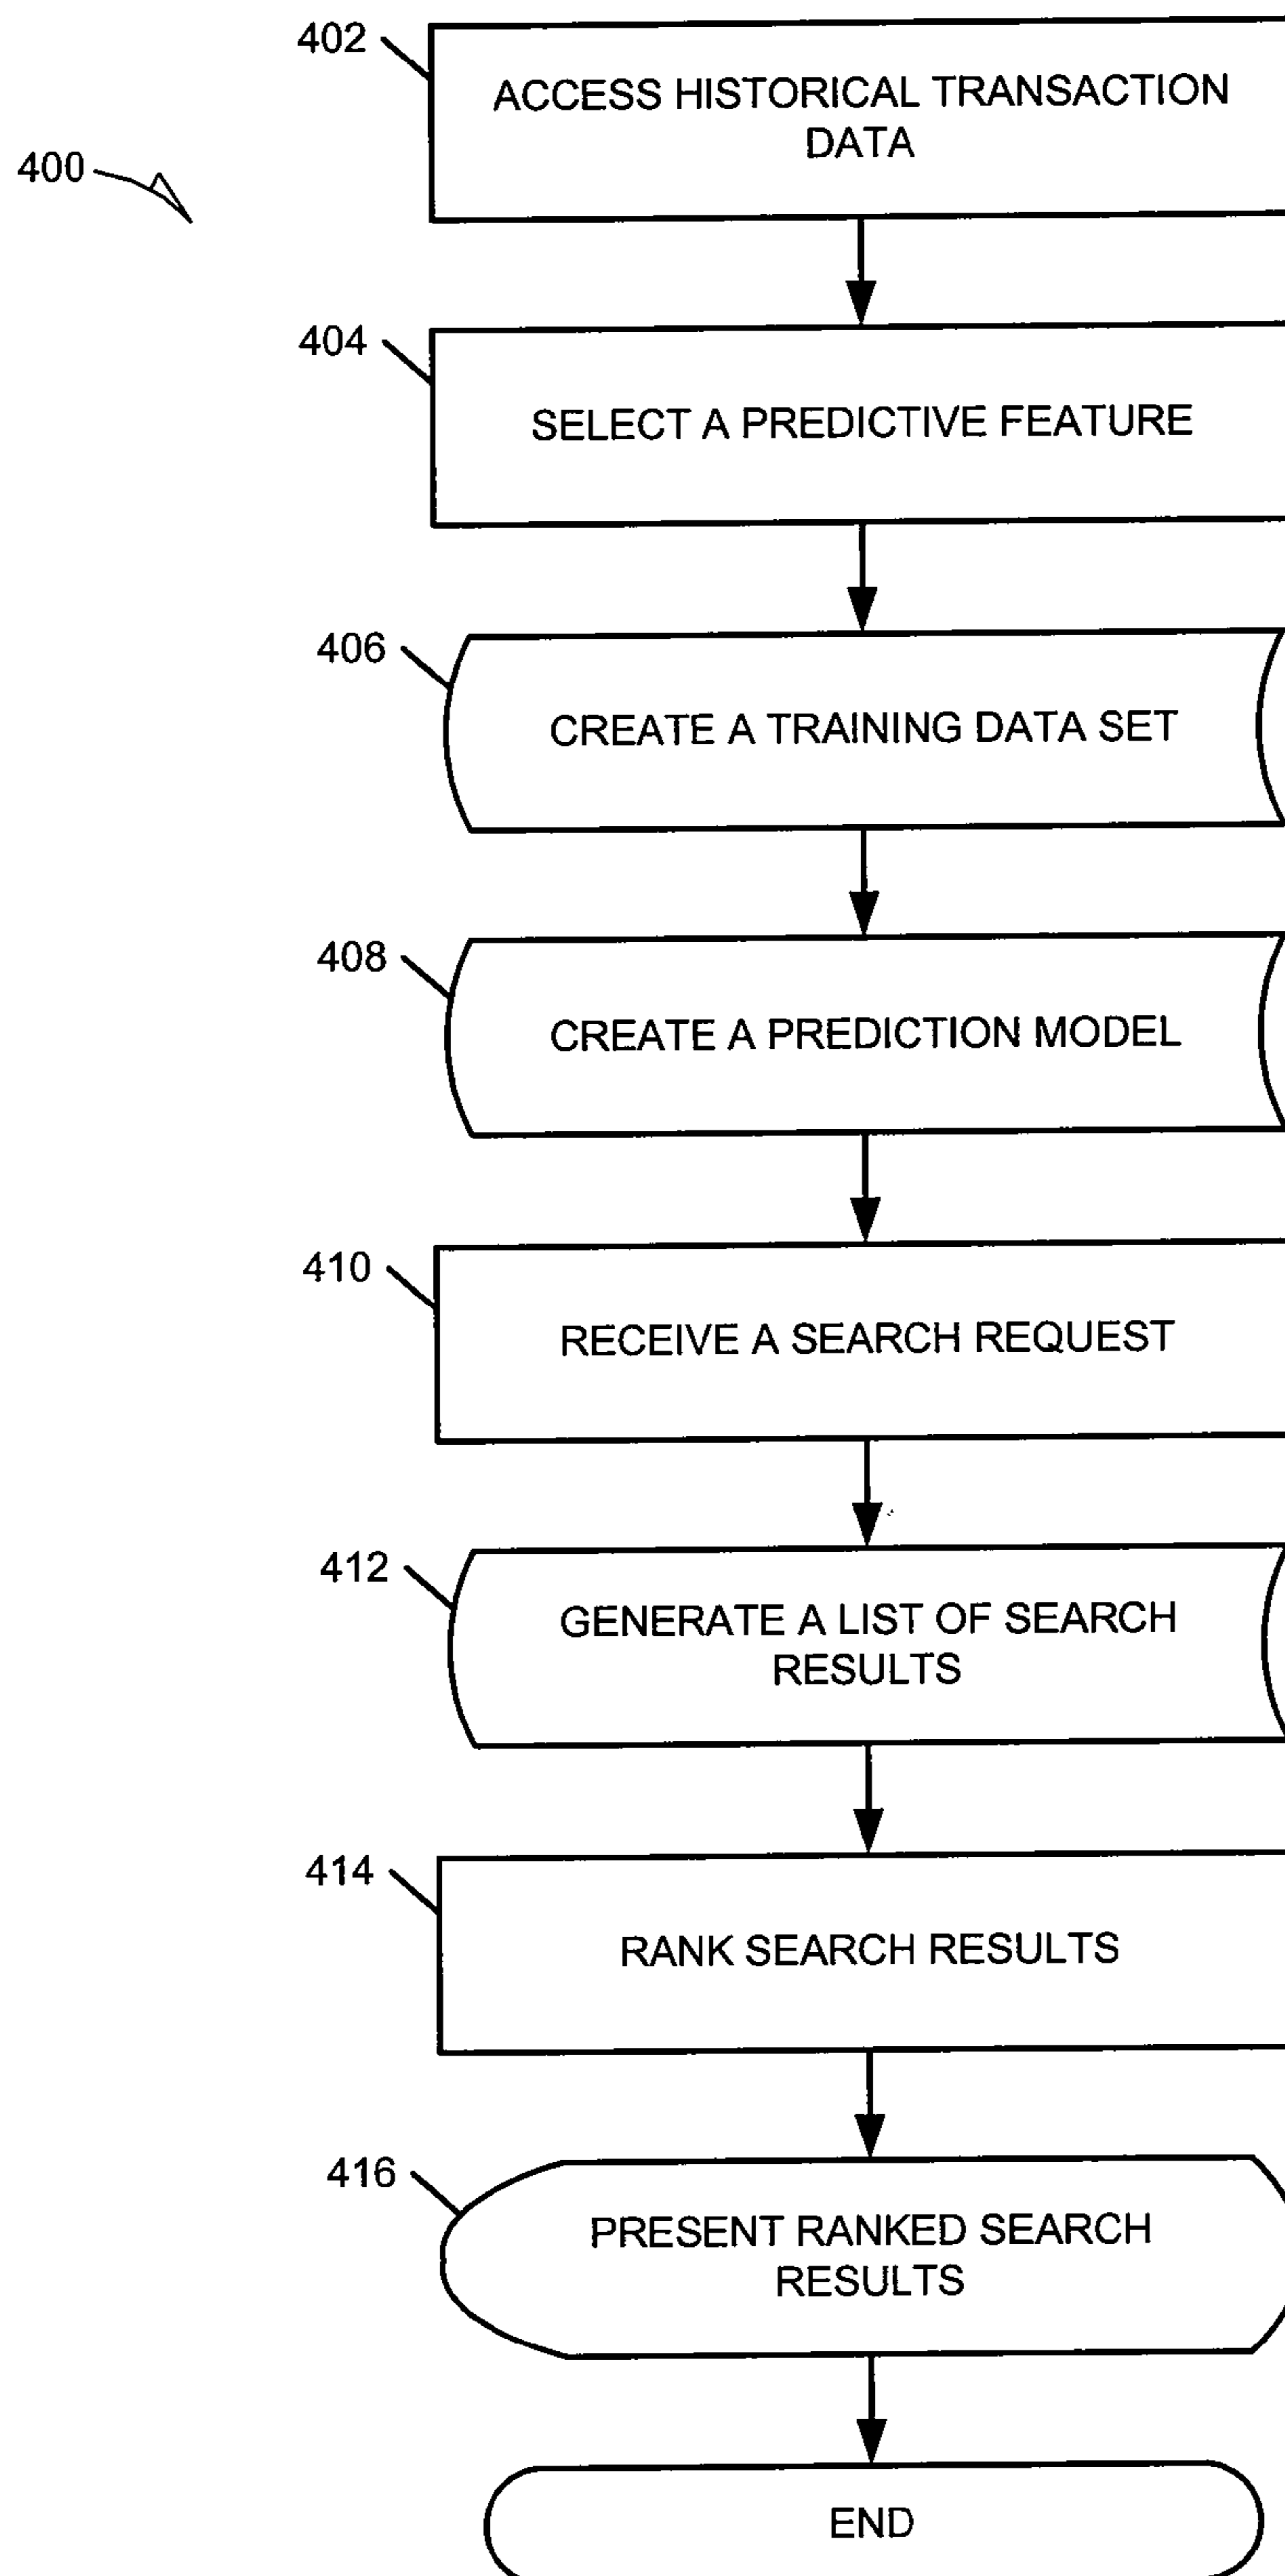 402
ACCESS HISTORICAL TRANSACTION
DATA
400
404
SELECT A PREDICTIVE FEATURE
406
CREATE A TRAINING DATA SET
408
CREATE A PREDICTION MODEL
410
RECEIVE A SEARCH REQUEST
412
GENERATE A LIST OF SEARCH
RESULTS
414
RANK SEARCH RESULTS
416
PRESENT RANKED SEARCH
RESULTS
END